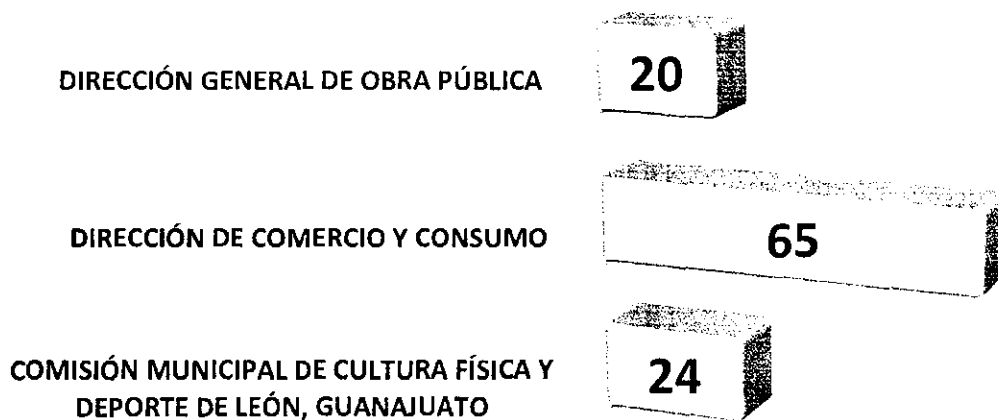 DIRECCIÓN GENERAL DE OBRA PÚBLICA
20
DIRECCIÓN DE COMERCIO Y CONSUMO
65
COMISIÓN MUNICIPAL DE CULTURA FÍSICA Y
DEPORTE DE LEÓN, GUANAJUATO
24